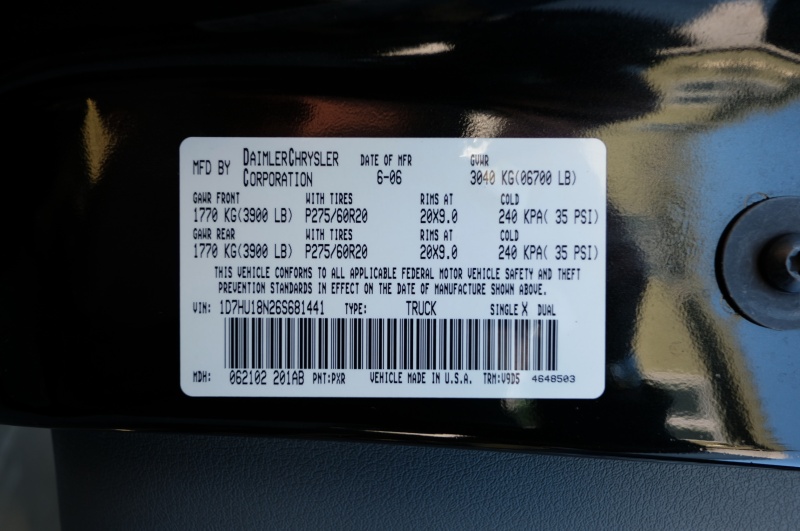 MFD BY DAIMLERCHRYSLER CORPORATION DATE OF MFR 6-06 GVWR 3040 KG(06700 LB)
GAWR FRONT WITH TIRES RIMS AT COLD
1770 KG(3900 LB) P275/60R20 20X9.0 240 KPA( 35 PSI)
GAWR REAR WITH TIRES RIMS AT COLD
1770 KG(3900 LB) P275/60R20 20X9.0 240 KPA( 35 PSI)
THIS VEHICLE CONFORMS TO ALL APPLICABLE FEDERAL MOTOR VEHICLE SAFETY AND THEFT
PREVENTION STANDARDS IN EFFECT ON THE DATE OF MANUFACTURE SHOWN ABOVE.
VIN: 1D7HU18N26S681441 TYPE: TRUCK SINGLE X DUAL
MDH: 062102 201AB PNT:PXR VEHICLE MADE IN U.S.A. TRM:V9D5 4648503